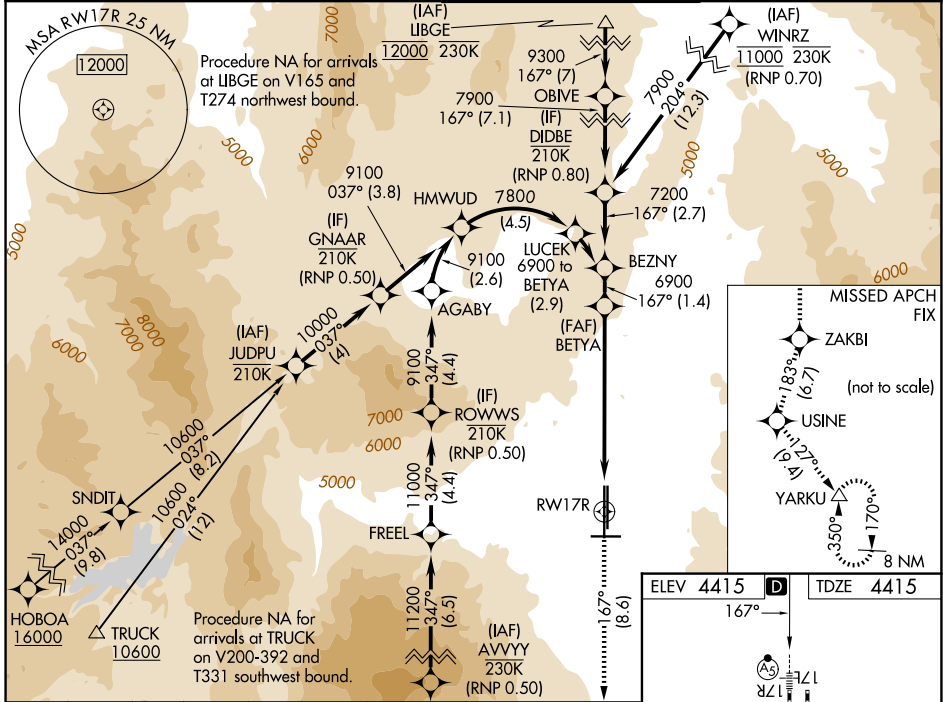 MSA RW17R 25 NM
12000
Procedure NA for arrivals
at LIBGE on V165 and
T274 northwest bound.
7000
6000
5000
5000
(IAF)
LIBGE
12000 230K
9300
167° (7)
OBIVE
7900
167° (7.1)
(IF)
DIDBE
210K
(RNP 0.80)
(IAF)
WINRZ
11000 230K
(RNP 0.70)
7900
204°
(12.3)
5000
5000
6000
7200
167° (2.7)
BEZNY
6900
167° (1.4)
(FAF)
BETYA
9100
037° (3.8)
HMWUD
7800
(4.5)
LUCEK
6900 to
BETYA
(2.9)
9100
(2.6)
AGABY
(IF)
GNAAR
210K
(RNP 0.50)
10000
037°
(4)
(IAF)
JUDPU
210K
8000
7000
6000
9100
347°
(4.4)
(IF)
ROWWS
210K
(RNP 0.50)
7000
6000
5000
11000
347°
(4.4)
FREEL
10600
037°
(8.2)
10600
024°
(12)
SNDIT
14000
037°
(9.8)
HOBOA
16000
TRUCK
10600
Procedure NA for
arrivals at TRUCK
on V200-392 and
T331 southwest bound.
11200
347°
(6.5)
(IAF)
AVVYY
230K
(RNP 0.50)
RW17R
167°
(8.6)
MISSED APCH
FIX
ZAKBI
183°
(6.7)
(not to scale)
USINE
127°
(9.4)
YARKU
350°
170°
8 NM
ELEV 4415
D
TDZE 4415
167°
A5
17L
17R